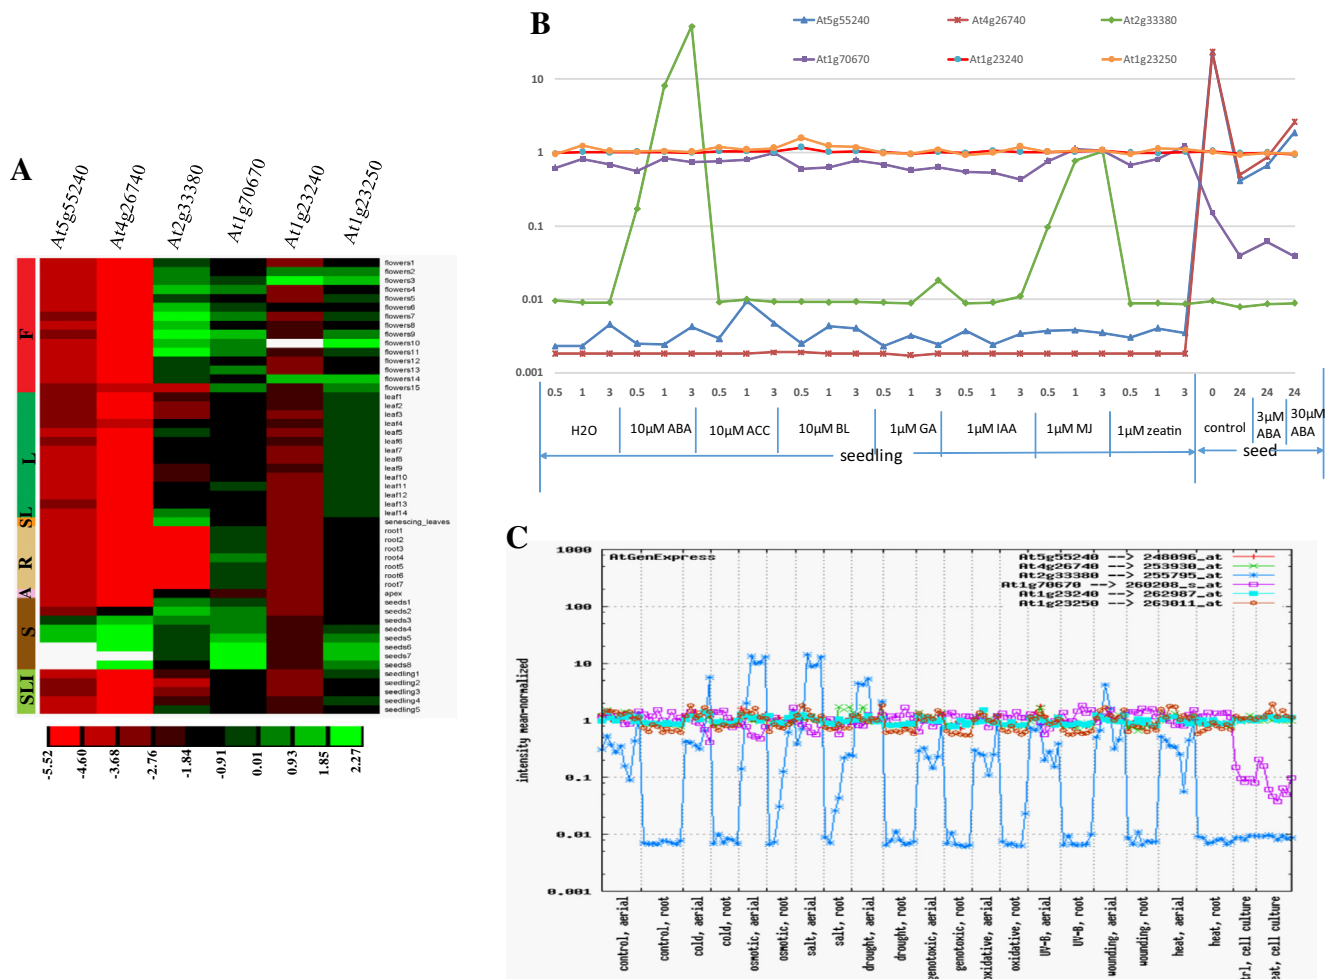 A
At5g55240
At4g26740
At2g33380
At1g70670
At1g23240
At1g23250
F
L
SL
R
A
S
SLI
flowers1
flowers2
flowers3
flowers4
flowers5
flowers6
flowers7
flowers8
flowers9
flowers10
flowers11
flowers12
flowers13
flowers14
flowers15
leaf1
leaf2
leaf3
leaf4
leaf5
leaf6
leaf7
leaf8
leaf9
leaf10
leaf11
leaf12
leaf13
leaf14
senescing_leaves
root1
root2
root3
root4
root5
root6
root7
apex
seeds1
seeds2
seeds3
seeds4
seeds5
seeds6
seeds7
seeds8
seedling1
seedling2
seedling3
seedling4
seedling5
-5.52 -4.60 -3.68 -2.76 -1.84 -0.91 0.01 0.93 1.85 2.27
B
At5g55240 At4g26740 At2g33380
At1g70670 At1g23240 At1g23250
10
1
0.1
0.01
0.001
0.5 1 3 0.5 1 3 0.5 1 3 0.5 1 3 0.5 1 3 0.5 1 3 0.5 1 3 0.5 1 3 0 24 24 24
H2O 10μM ABA 10μM ACC 10μM BL 1μM GA 1μM IAA 1μM MJ 1μM zeatin control 3μM ABA 30μM ABA
seedling seed
C
AtGenExpress
At5g55240 --> 248096_at
At4g26740 --> 253930_at
At2g33380 --> 255795_at
At1g70670 --> 260208_s_at
At1g23240 --> 262987_at
At1g23250 --> 263011_at
intensity mean-normalized
1000
100
10
1
0.1
0.01
0.001
control, aerial
control, root
cold, aerial
cold, root
osmotic, aerial
osmotic, root
salt, aerial
salt, root
drought, aerial
drought, root
genotoxic, aerial
genotoxic, root
oxidative, aerial
oxidative, root
UV-B, aerial
UV-B, root
wounding, aerial
wounding, root
heat, aerial
heat, root
trl, cell culture
eat, cell culture